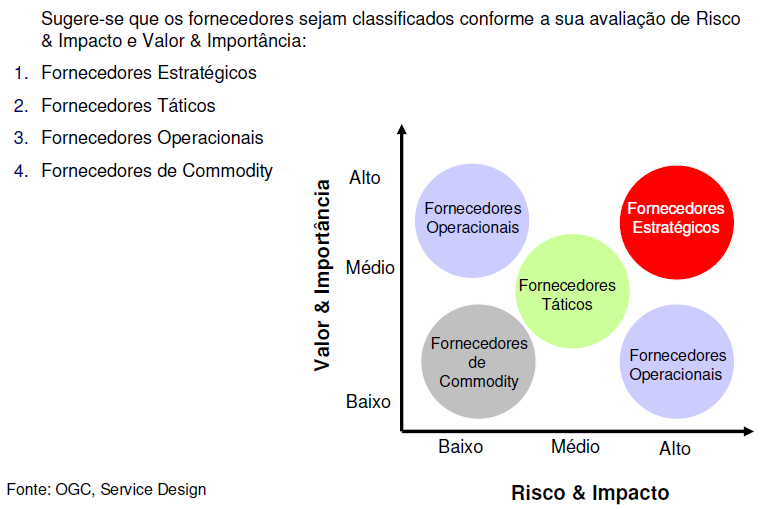 Sugere-se que os fornecedores sejam classificados conforme a sua avaliação de Risco
& Impacto e Valor & Importância:
1. Fornecedores Estratégicos
2. Fornecedores Táticos
3. Fornecedores Operacionais
4. Fornecedores de Commodity
Valor & Importância
Alto
Médio
Baixo
Fornecedores
Operacionais
Fornecedores
Estratégicos
Fornecedores
Táticos
Fornecedores
de
Commodity
Fornecedores
Operacionais
Baixo
Médio
Alto
Risco & Impacto
Fonte: OGC, Service Design